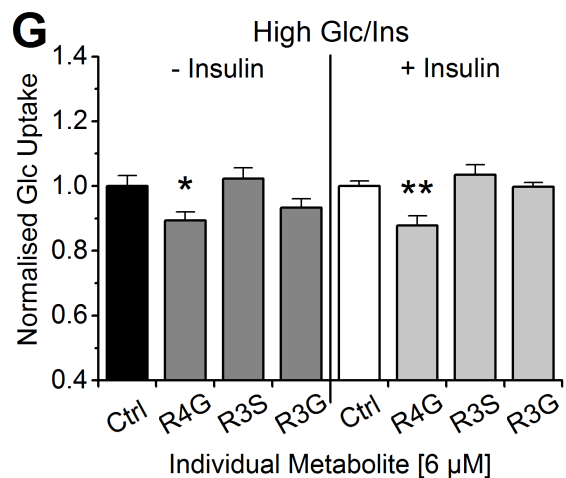 G
High Glc/Ins
- Insulin
+ Insulin
Normalised Glc Uptake
1.4
1.2
1.0
0.8
0.6
0.4
*
**
Ctrl
R4G
R3S
R3G
Ctrl
R4G
R3S
R3G
Individual Metabolite [6 µM]